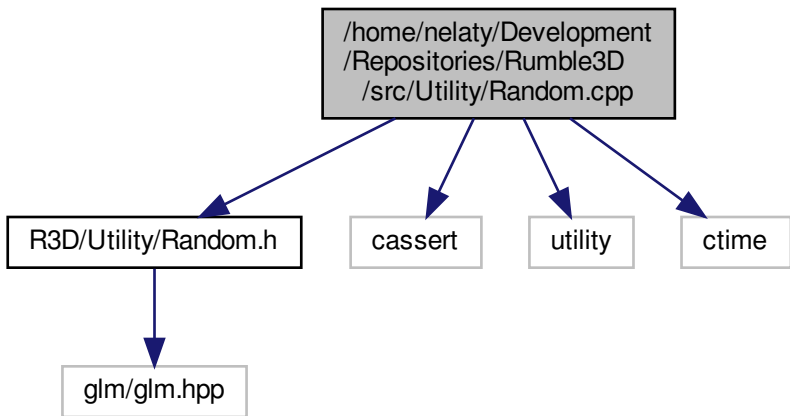 /home/nelaty/Development
/Repositories/Rumble3D
/src/Utility/Random.cpp
R3D/Utility/Random.h
cassert
utility
ctime
glm/glm.hpp